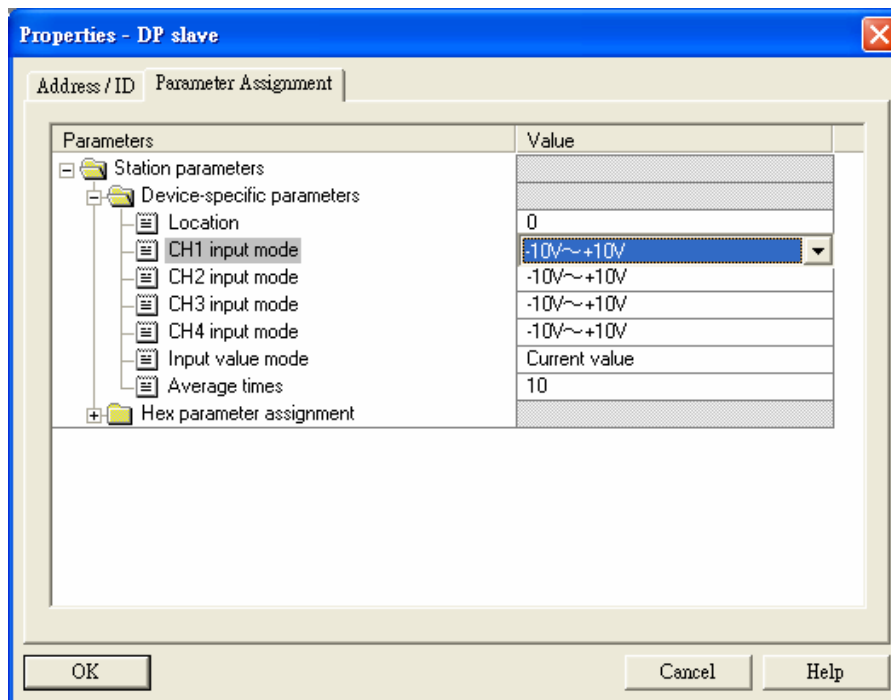 Properties - DP slave
Address / ID Parameter Assignment
Parameters Value
Station parameters
Device-specific parameters
Location 0
CH1 input mode -10V～+10V
CH2 input mode -10V～+10V
CH3 input mode -10V～+10V
CH4 input mode -10V～+10V
Input value mode Current value
Average times 10
Hex parameter assignment
OK Cancel Help